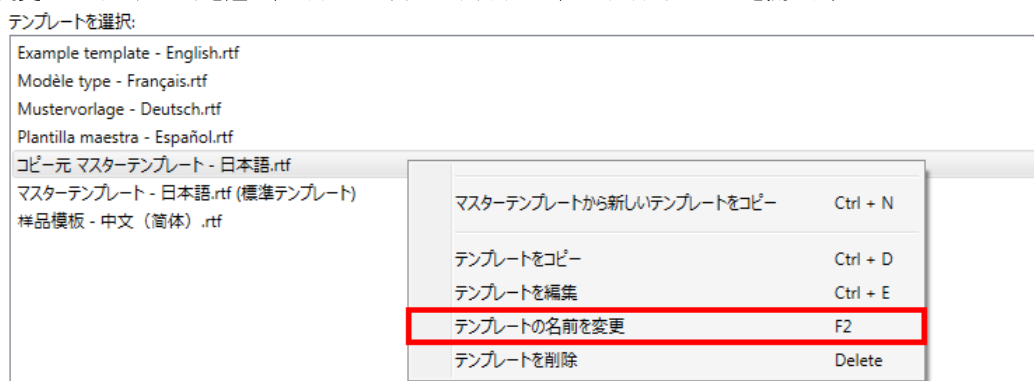 テンプレートを選択:
Example template - English.rtf
Modèle type - Français.rtf
Mustervorlage - Deutsch.rtf
Plantilla maestra - Español.rtf
コピー元 マスターテンプレート - 日本語.rtf
マスターテンプレート - 日本語.rtf (標準テンプレート)
样品模板 - 中文（简体）.rtf
マスターテンプレートから新しいテンプレートをコピー Ctrl + N
テンプレートをコピー Ctrl + D
テンプレートを編集 Ctrl + E
テンプレートの名前を変更 F2
テンプレートを削除 Delete